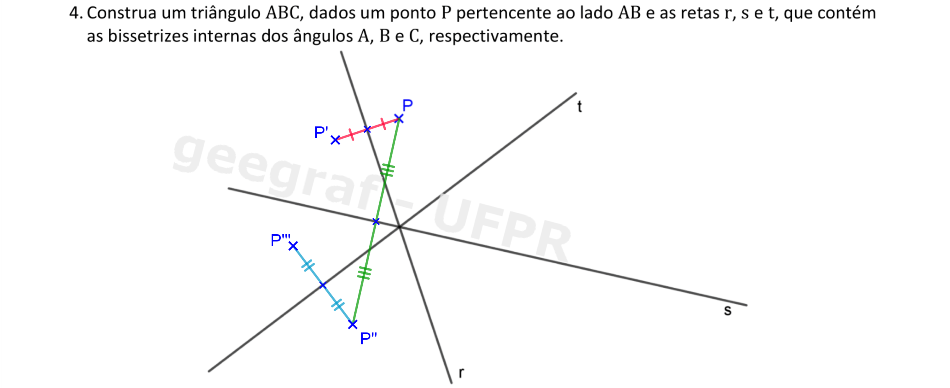 4. Construa um triângulo ABC, dados um ponto P pertencente ao lado AB e as retas r, s e t, que contém
as bissetrizes internas dos ângulos A, B e C, respectivamente.
P
t
P'
geegraf - UFPR
P'''
s
P''
r